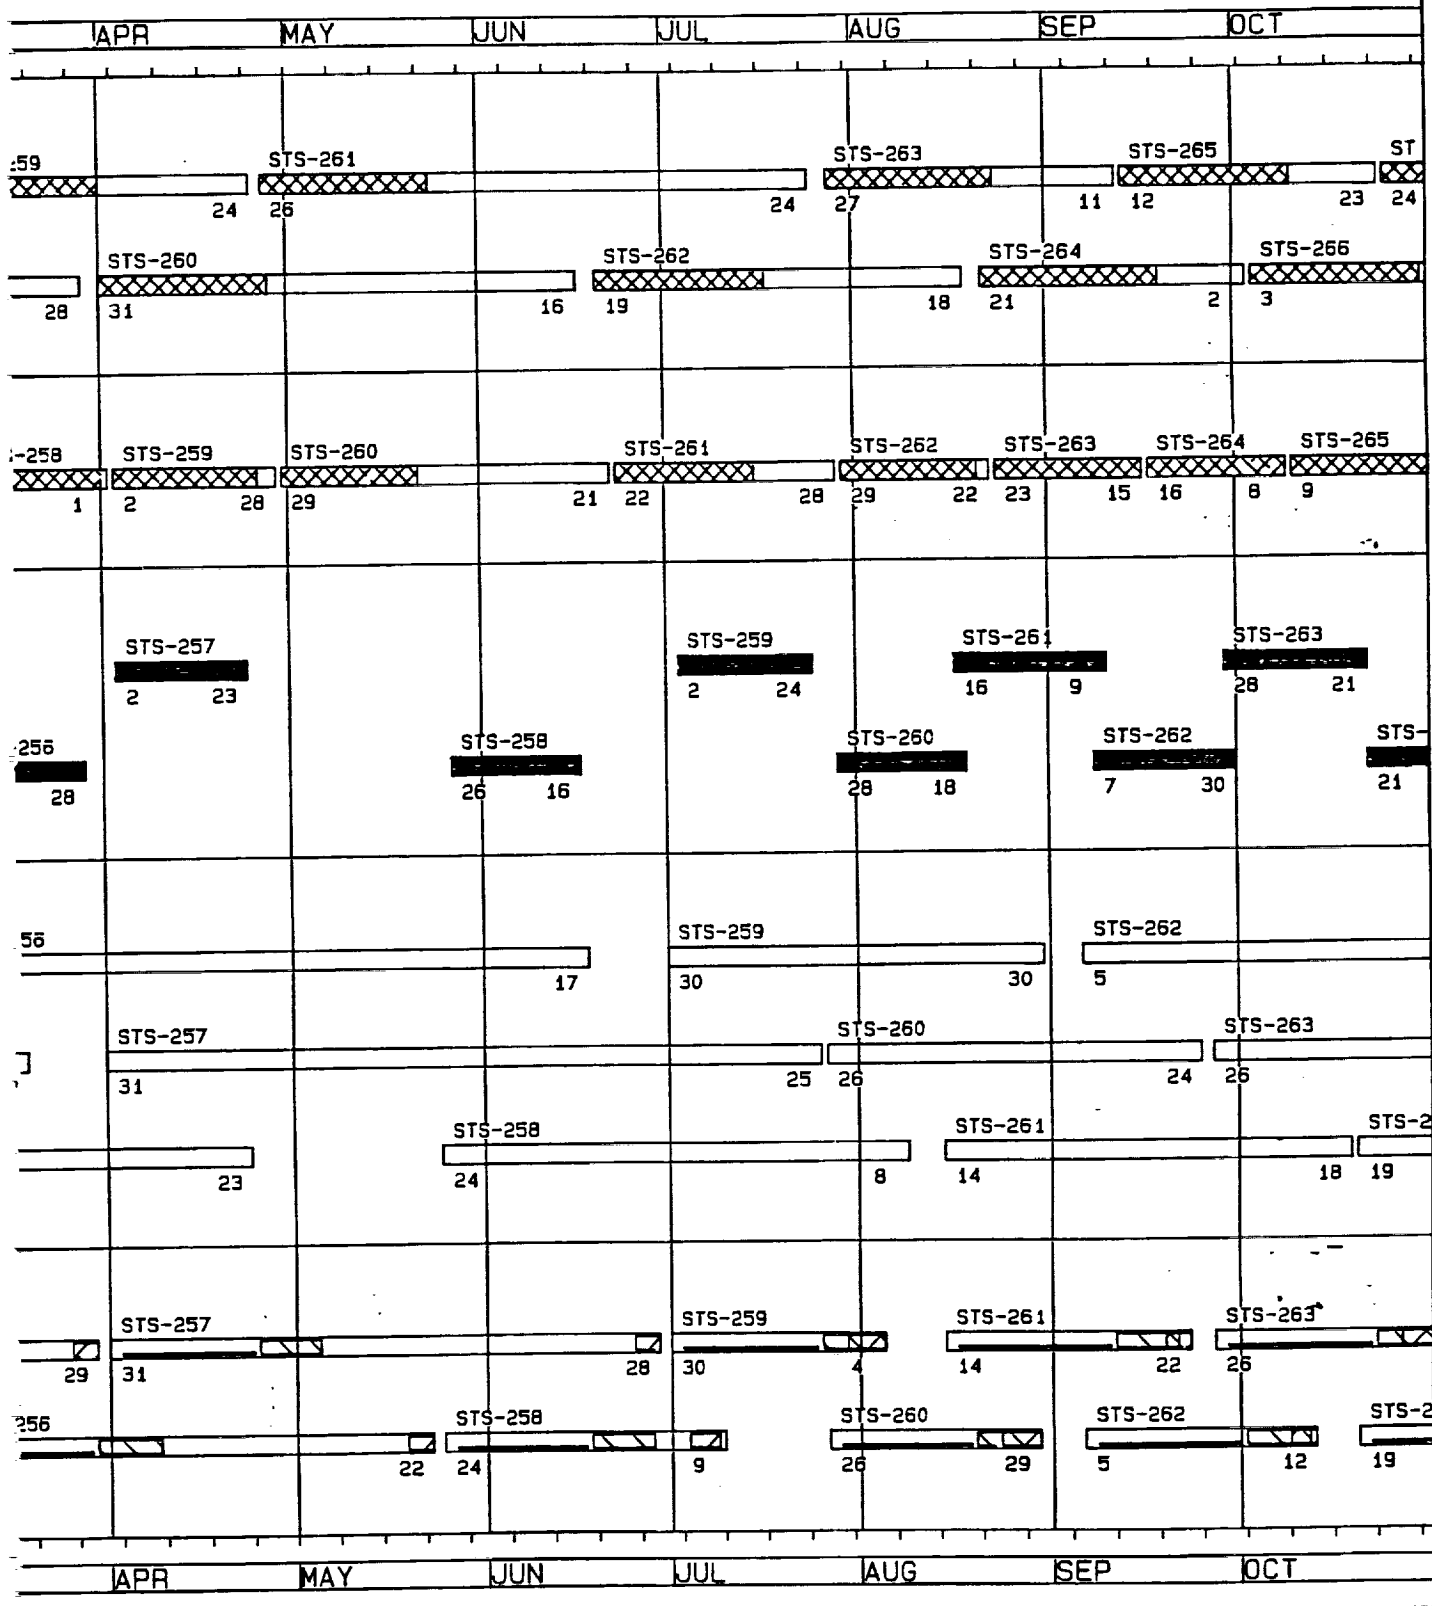 APR MAY JUN JUL AUG SEP OCT
:59 STS-261 STS-263 STS-265 ST
24 26 24 27 11 12 23 24
STS-260 STS-262 STS-264 STS-266
28 31 16 19 18 21 2 3
-258 STS-259 STS-260 STS-261 STS-262 STS-263 STS-264 STS-265
1 2 28 29 21 22 28 29 22 23 15 16 8 9
STS-257 STS-259 STS-261 STS-263
2 23 2 24 16 9 28 21
256 STS-258 STS-260 STS-262 STS-
28 26 16 28 18 7 30 21
56 STS-259 STS-262
17 30 30 5
STS-257 STS-260 STS-263
31 25 26 24 26
STS-258 STS-261 STS-2
23 24 8 14 18 19
STS-257 STS-259 STS-261 STS-263
29 31 28 30 4 14 22 26
256 STS-258 STS-260 STS-262 STS-2
22 24 9 26 29 5 12 19
APR MAY JUN JUL AUG SEP OCT